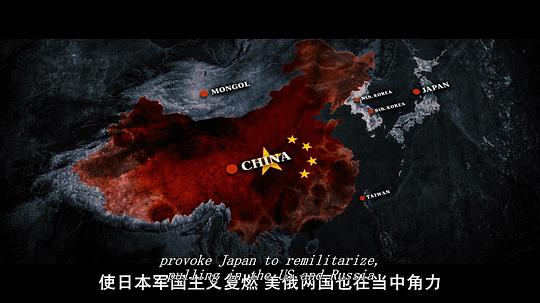 MONGOL
Nth.KOREA
JAPAN
Sth.KOREA
CHINA
TAIWAN
provoke Japan to remilitarize,
pulling in the US and Russia.
使日本军国主义复燃 美俄两国也在当中角力